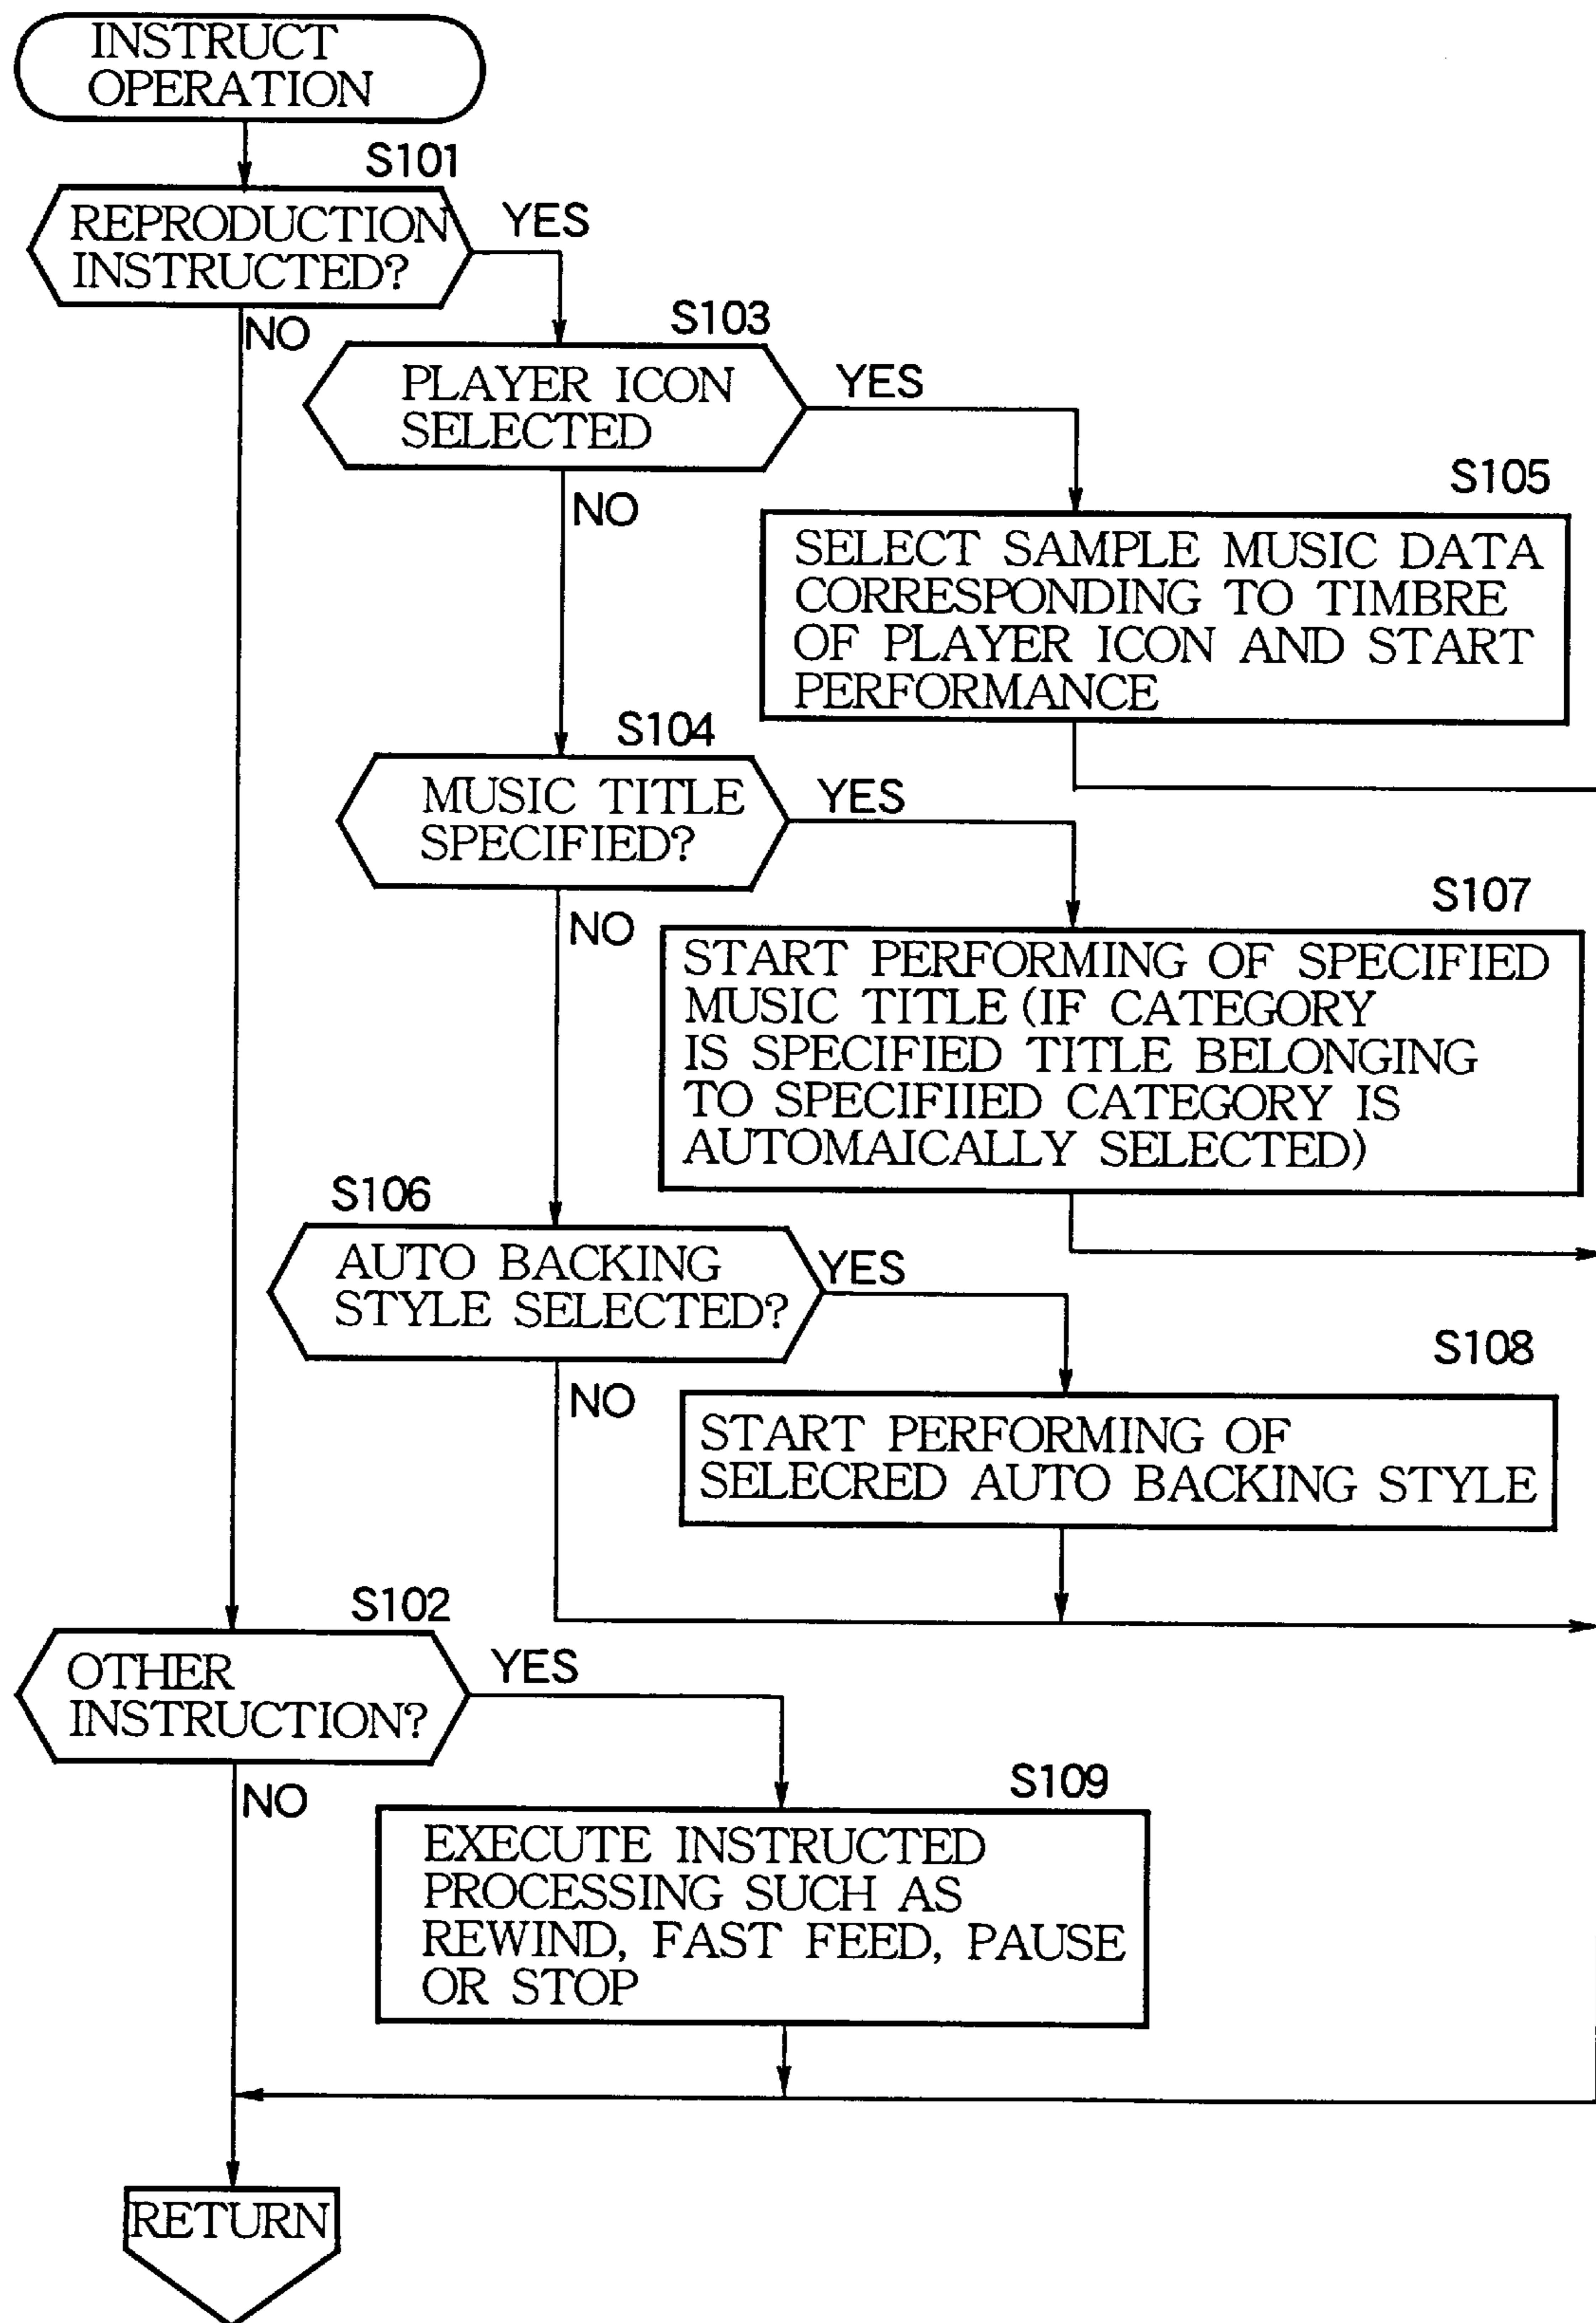 INSTRUCT
OPERATION
S101
REPRODUCTION
INSTRUCTED?
YES
NO
S103
PLAYER ICON
SELECTED
YES
NO
S105
SELECT SAMPLE MUSIC DATA
CORRESPONDING TO TIMBRE
OF PLAYER ICON AND START
PERFORMANCE
S104
MUSIC TITLE
SPECIFIED?
YES
NO
S107
START PERFORMING OF SPECIFIED
MUSIC TITLE (IF CATEGORY
IS SPECIFIED TITLE BELONGING
TO SPECIFIIED CATEGORY IS
AUTOMAICALLY SELECTED)
S106
AUTO BACKING
STYLE SELECTED?
YES
NO
S108
START PERFORMING OF
SELECRED AUTO BACKING STYLE
S102
OTHER
INSTRUCTION?
YES
NO
S109
EXECUTE INSTRUCTED
PROCESSING SUCH AS
REWIND, FAST FEED, PAUSE
OR STOP
RETURN